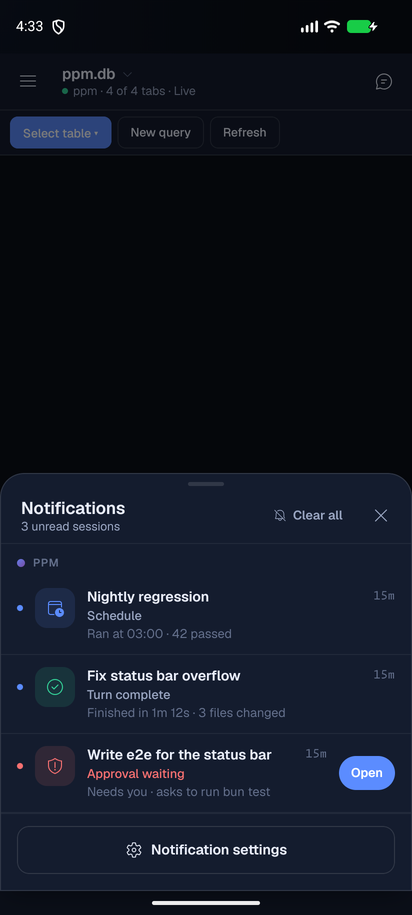 4:33
ppm.db
ppm · 4 of 4 tabs · Live
Select table
New query
Refresh
Notifications
3 unread sessions
Clear all
PPM
Nightly regression
15m
Schedule
Ran at 03:00 · 42 passed
Fix status bar overflow
15m
Turn complete
Finished in 1m 12s · 3 files changed
Write e2e for the status bar
15m
Approval waiting
Open
Needs you · asks to run bun test
Notification settings